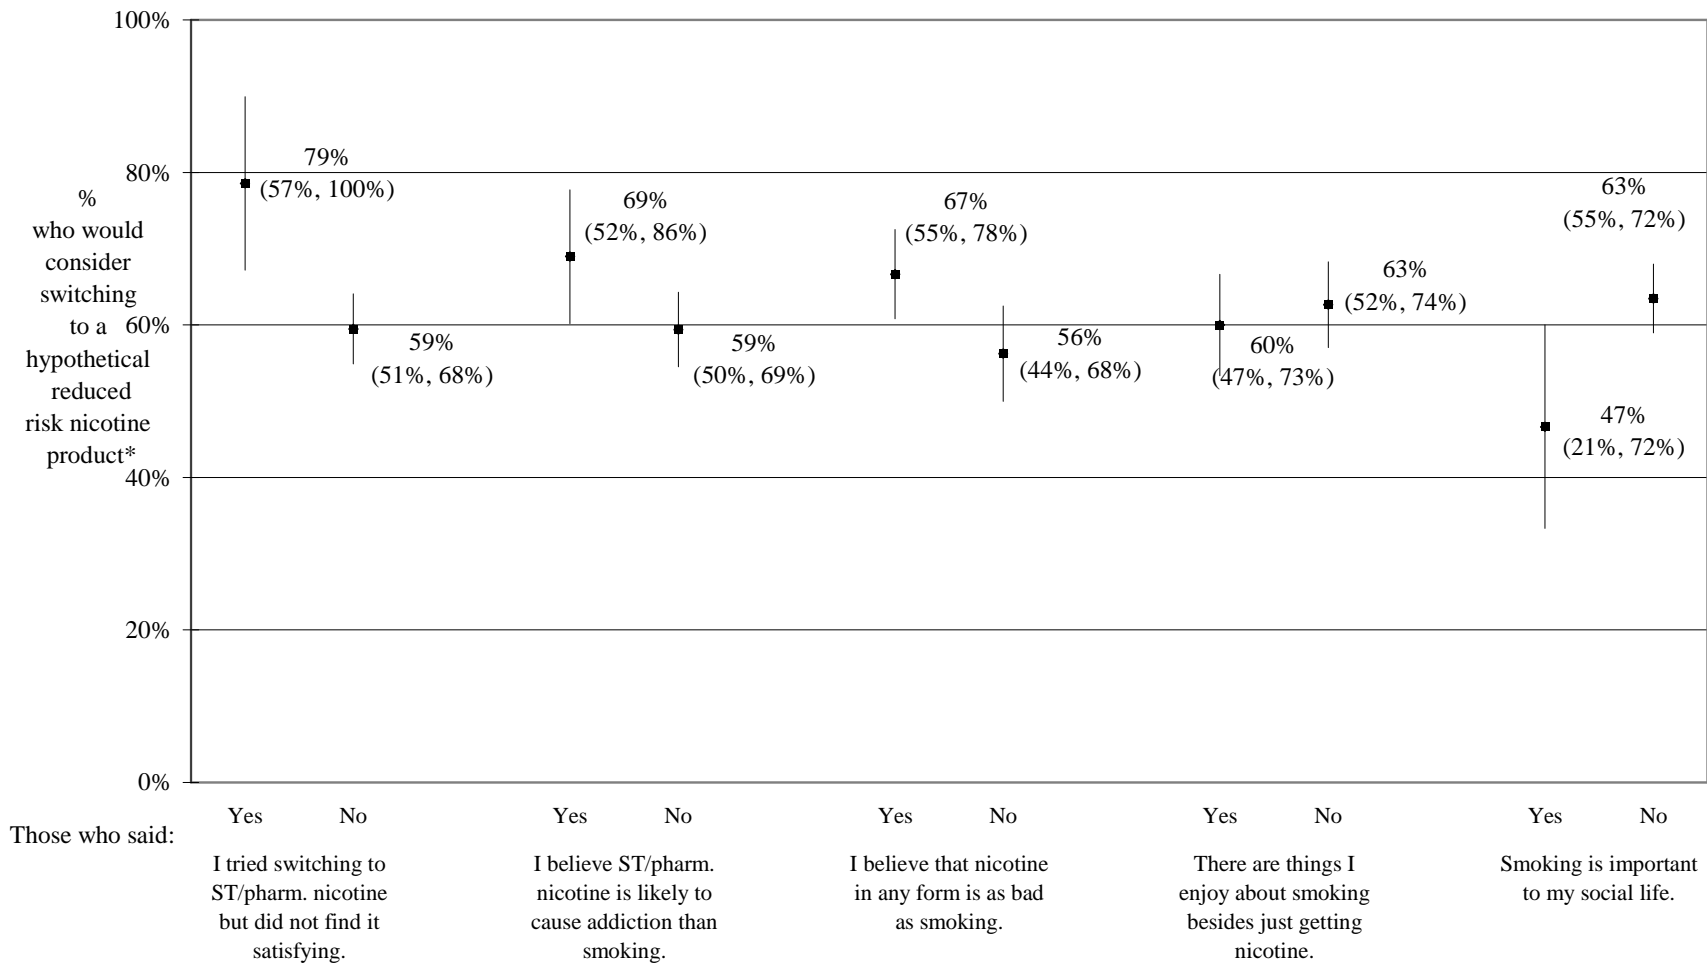 100%
80%
60%
40%
20%
0%
%
who would
consider
switching
to a
hypothetical
reduced
risk nicotine
product*
79%
(57%, 100%)
59%
(51%, 68%)
69%
(52%, 86%)
59%
(50%, 69%)
67%
(55%, 78%)
56%
(44%, 68%)
60%
(47%, 73%)
63%
(52%, 74%)
47%
(21%, 72%)
63%
(55%, 72%)
Yes No Yes No Yes No Yes No Yes No
Those who said:
I tried switching to
ST/pharm. nicotine
but did not find it
satisfying.
I believe ST/pharm.
nicotine is likely to
cause addiction than
smoking.
I believe that nicotine
in any form is as bad
as smoking.
There are things I
enjoy about smoking
besides just getting
nicotine.
Smoking is important
to my social life.